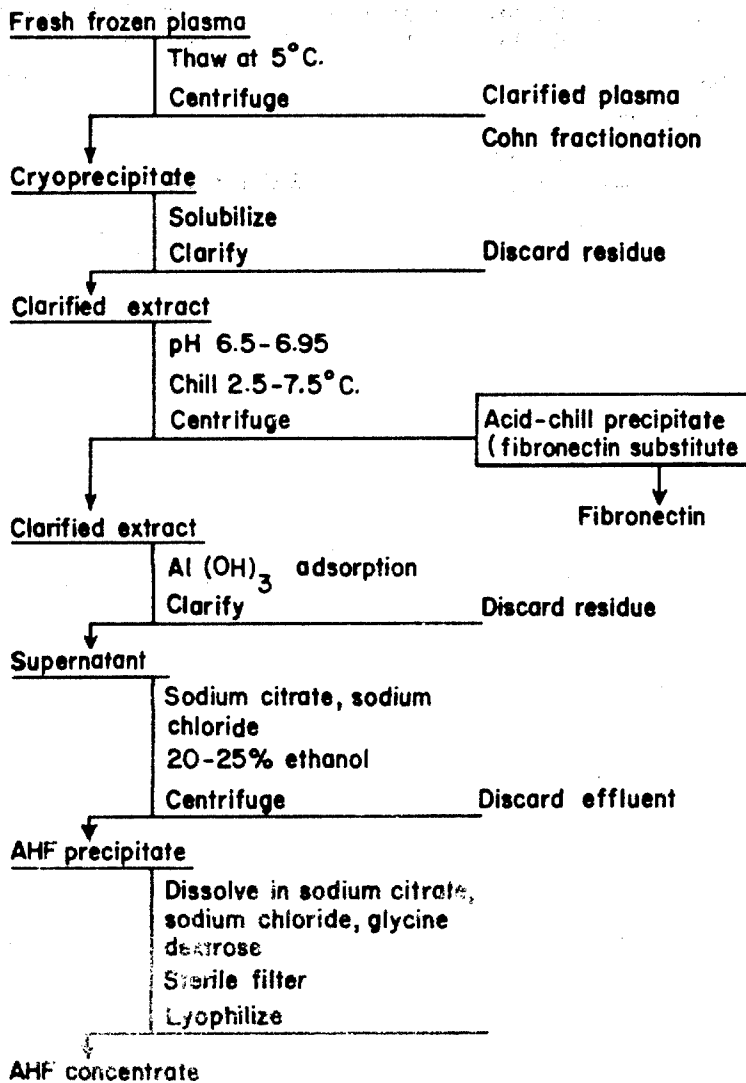 Fresh frozen plasma
Thaw at 5°C.
Centrifuge
Clarified plasma
Cohn fractionation
Cryoprecipitate
Solubilize
Clarify
Discard residue
Clarified extract
pH 6.5-6.95
Chill 2.5-7.5°C.
Centrifuge
Acid-chill precipitate
(fibronectin substitute
Fibronectin
Clarified extract
Al (OH)3 adsorption
Clarify
Discard residue
Supernatant
Sodium citrate, sodium
chloride
20-25% ethanol
Centrifuge
Discard effluent
AHF precipitate
Dissolve in sodium citrate,
sodium chloride, glycine
dextrose
Sterile filter
Lyophilize
AHF concentrate